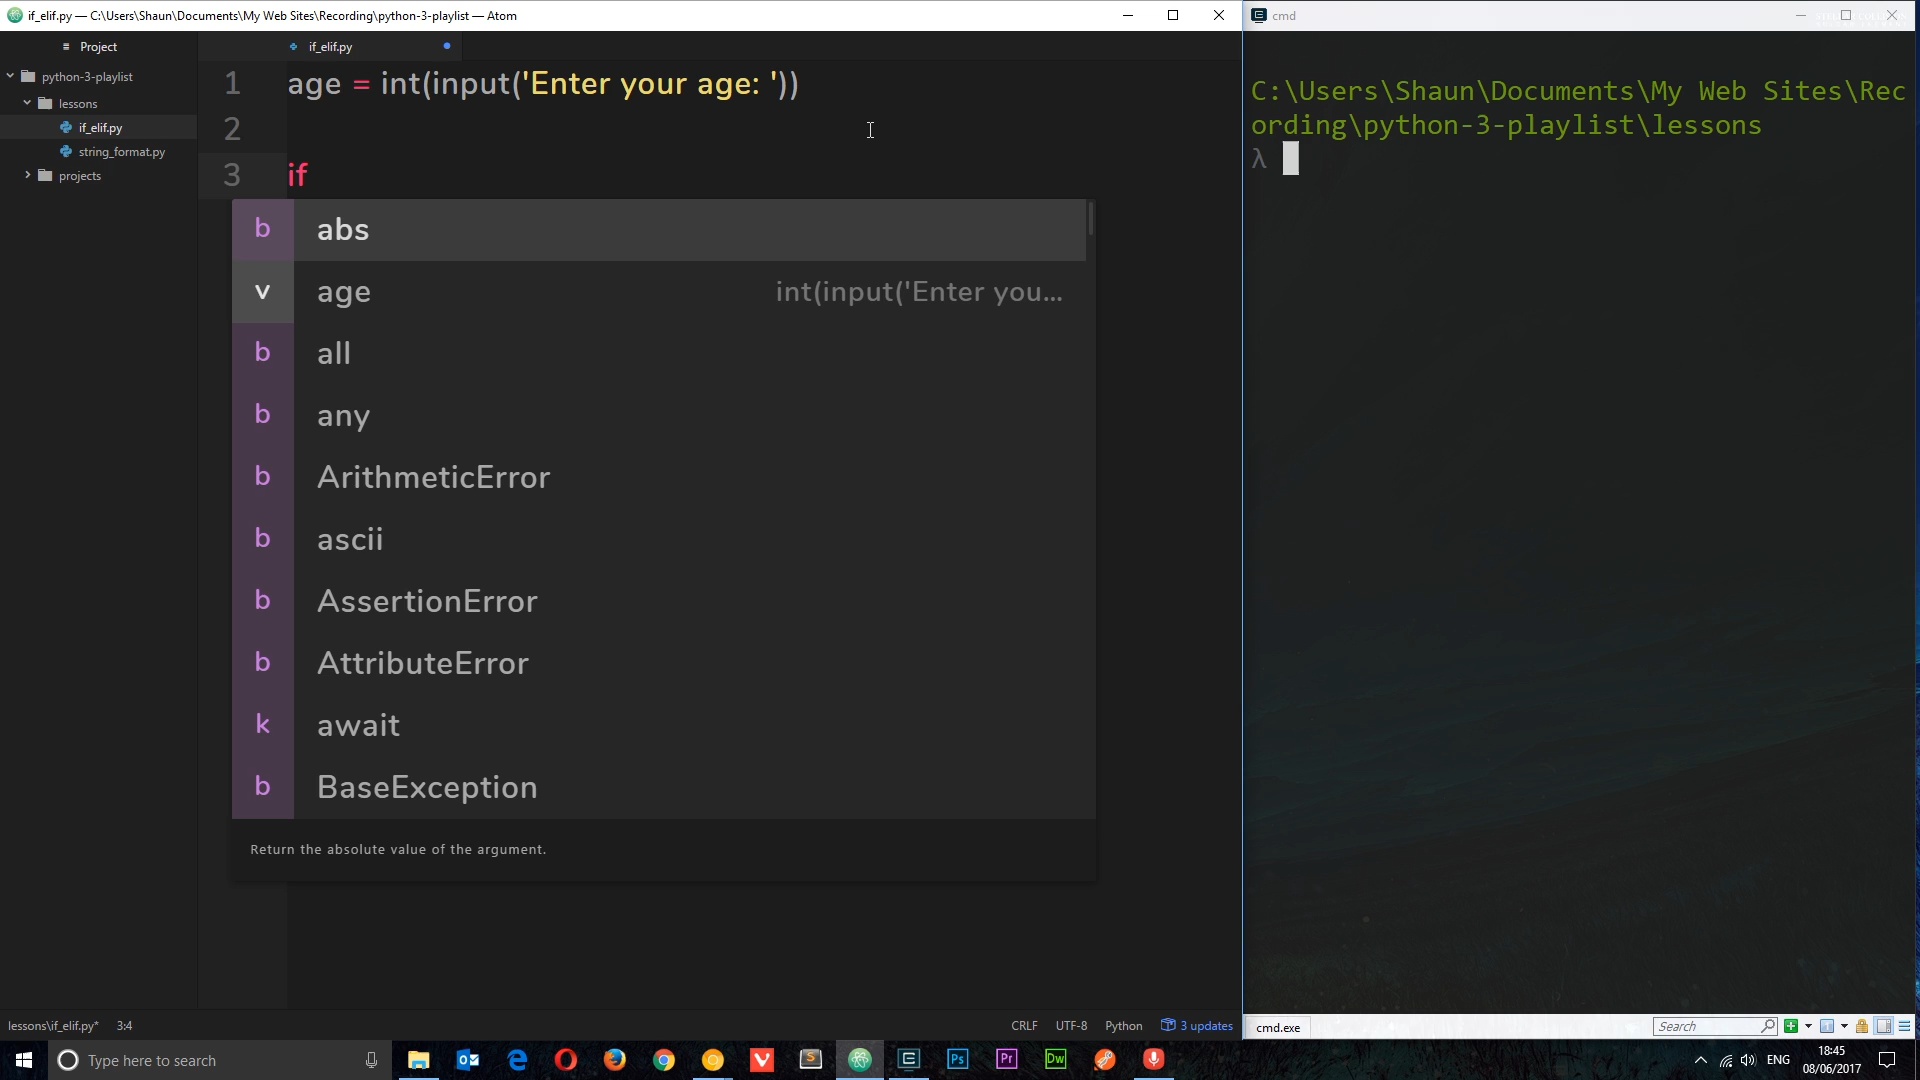 if_elif.py — C:\Users\Shaun\Documents\My Web Sites\Recording\python-3-playlist — Atom
Project
python-3-playlist
lessons
if_elif.py
string_format.py
projects
if_elif.py
1 age = int(input('Enter your age: '))
2
3 if
b abs
v age int(input('Enter you...
b all
b any
b ArithmeticError
b ascii
b AssertionError
b AttributeError
k await
b BaseException
Return the absolute value of the argument.
lessons\if_elif.py* 3:4
CRLF UTF-8 Python 3 updates
cmd
C:\Users\Shaun\Documents\My Web Sites\Rec
ording\python-3-playlist\lessons
λ
cmd.exe
Search
Type here to search
Ps
Pr
Dw
ENG
18:45
08/06/2017